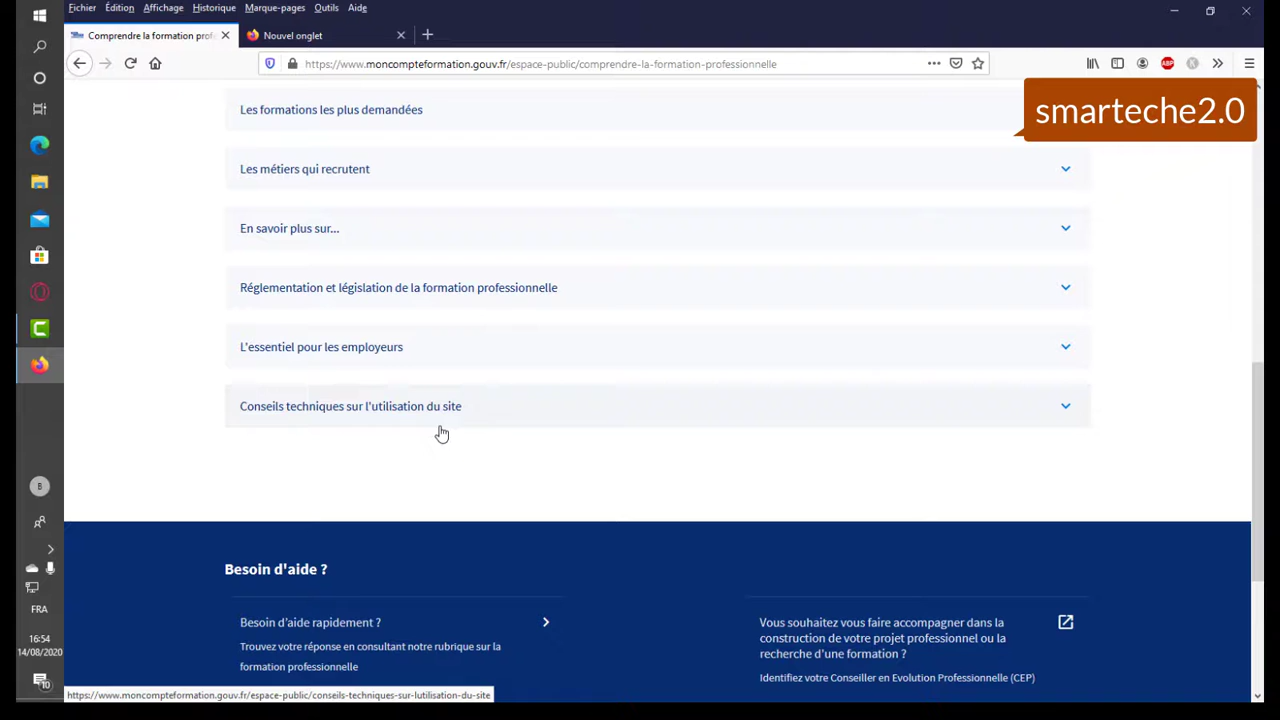 Fichier Édition Affichage Historique Marque-pages Outils Aide
Comprendre la formation prof Nouvel onglet
https://www.moncompteformation.gouv.fr/espace-public/comprendre-la-formation-professionnelle
smarteche2.0
Les formations les plus demandées
Les métiers qui recrutent
En savoir plus sur...
Réglementation et législation de la formation professionnelle
L'essentiel pour les employeurs
Conseils techniques sur l'utilisation du site
Besoin d'aide ?
Besoin d'aide rapidement ?
Trouvez votre réponse en consultant notre rubrique sur la
formation professionnelle
Vous souhaitez vous faire accompagner dans la
construction de votre projet professionnel ou la
recherche d'une formation ?
Identifiez votre Conseiller en Evolution Professionnelle (CEP)
https://www.moncompteformation.gouv.fr/espace-public/conseils-techniques-sur-lutilisation-du-site
ABP
B
FRA
16:54
14/08/2020
10